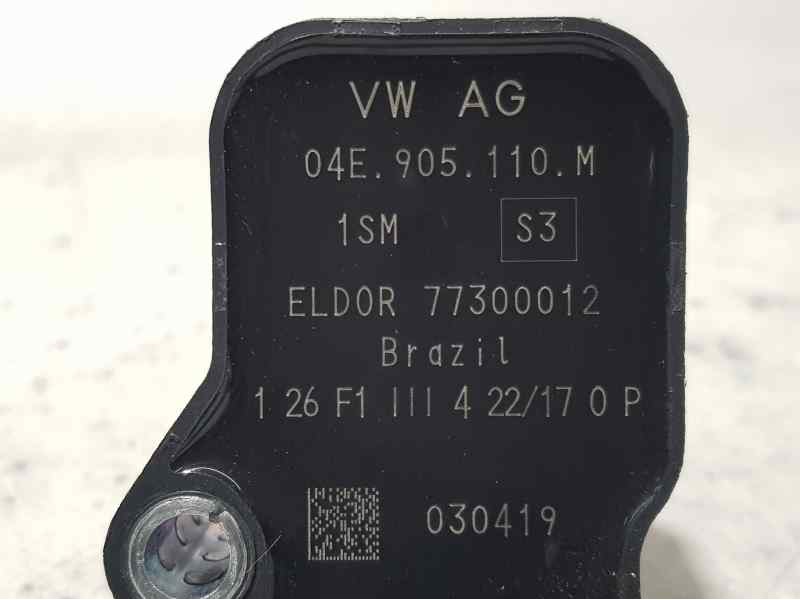 VW AG
04E.905.110.M
1SM S3
ELDOR 77300012
Brazil
1 26 F1 III 4 22/17 0 P
030419